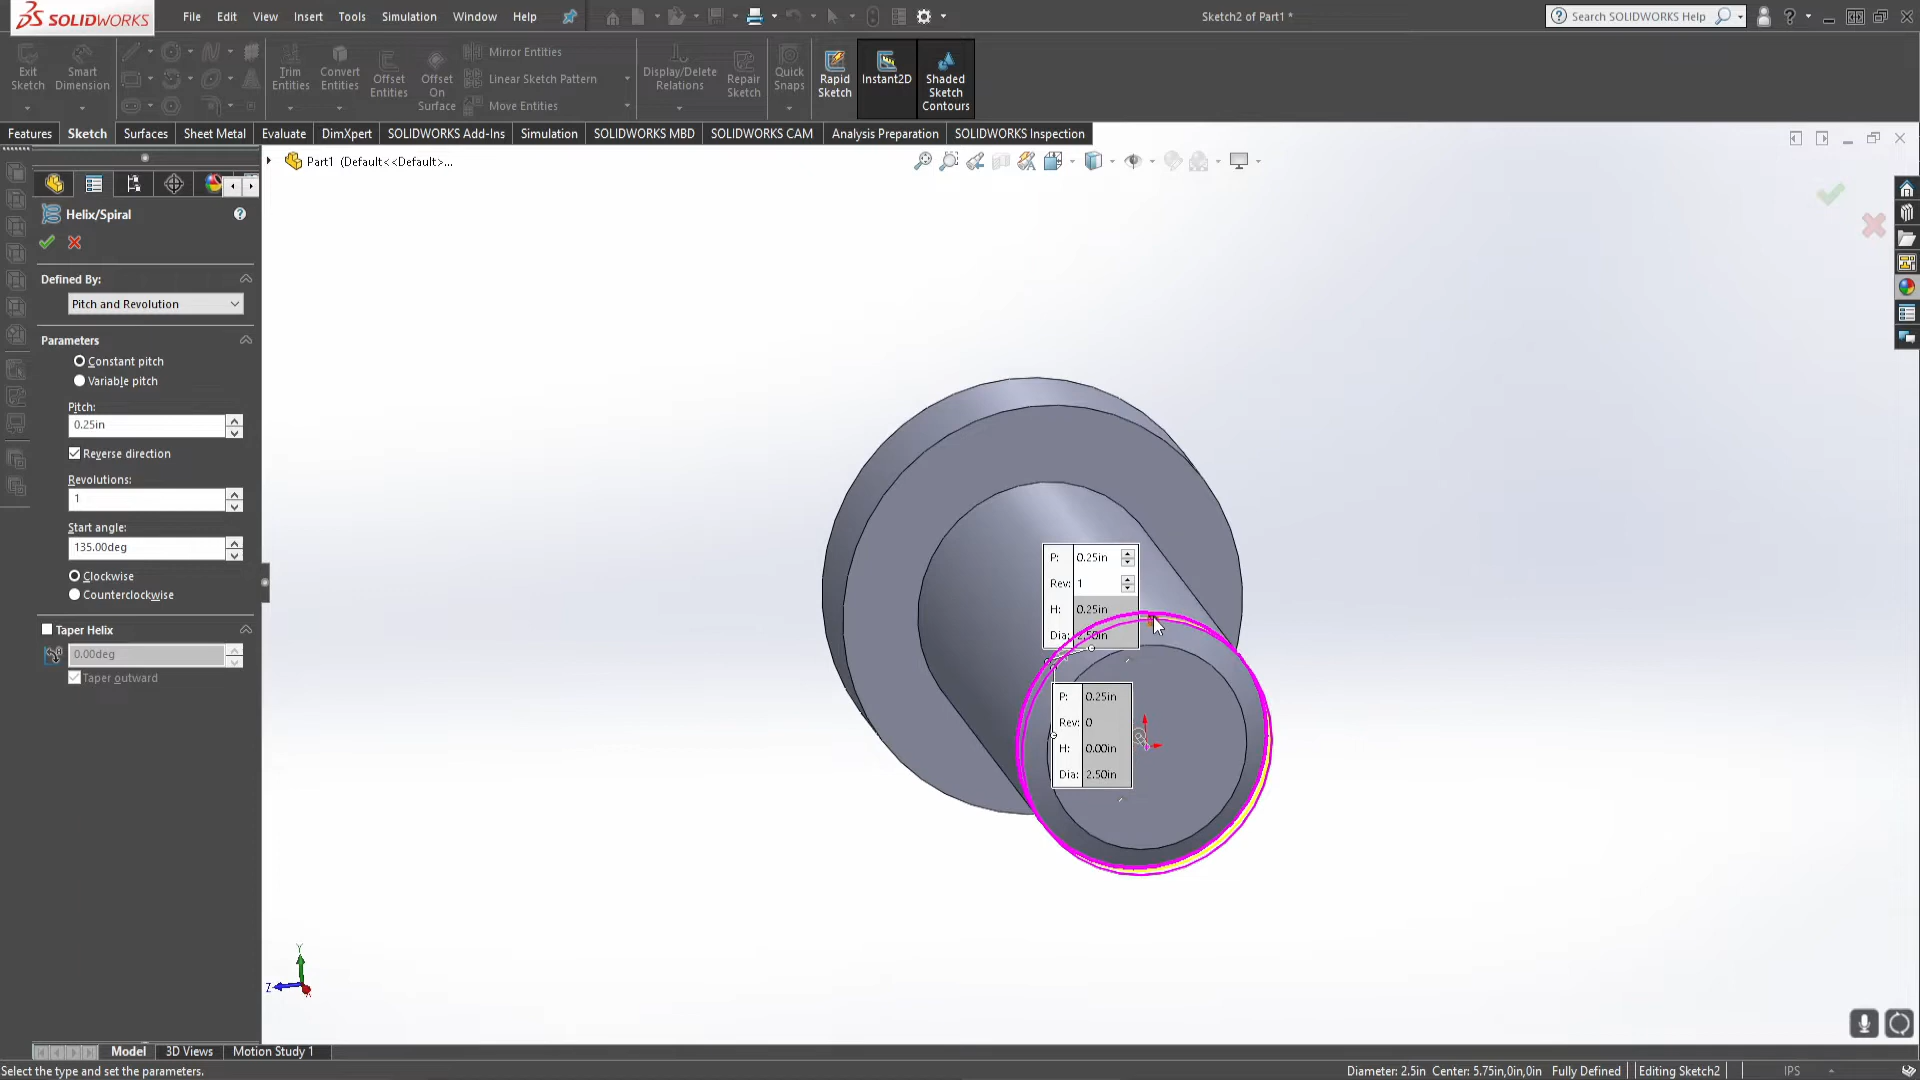 SOLIDWORKS
File Edit View Insert Tools Simulation Window Help
Sketch2 of Part1 *
Search SOLIDWORKS Help
Exit Sketch
Smart Dimension
Trim Entities
Convert Entities
Offset Entities
Offset On Surface
Mirror Entities
Linear Sketch Pattern
Move Entities
Display/Delete Relations
Repair Sketch
Quick Snaps
Rapid Sketch
Instant2D
Shaded Sketch Contours
Features Sketch Surfaces Sheet Metal Evaluate DimXpert SOLIDWORKS Add-Ins Simulation SOLIDWORKS MBD SOLIDWORKS CAM Analysis Preparation SOLIDWORKS Inspection
Part1 (Default<<Default>...
Helix/Spiral
Defined By:
Pitch and Revolution
Parameters
Constant pitch
Variable pitch
Pitch:
0.25in
Reverse direction
Revolutions:
1
Start angle:
135.00deg
Clockwise
Counterclockwise
Taper Helix
0.00deg
Taper outward
P: 0.25in
Rev: 1
H: 0.25in
Dia: 2.50in
P: 0.25in
Rev: 0
H: 0.00in
Dia: 2.50in
Y
Z
Model 3D Views Motion Study 1
Select the type and set the parameters.
Diameter: 2.5in Center: 5.75in,0in,0in Fully Defined Editing Sketch2 IPS